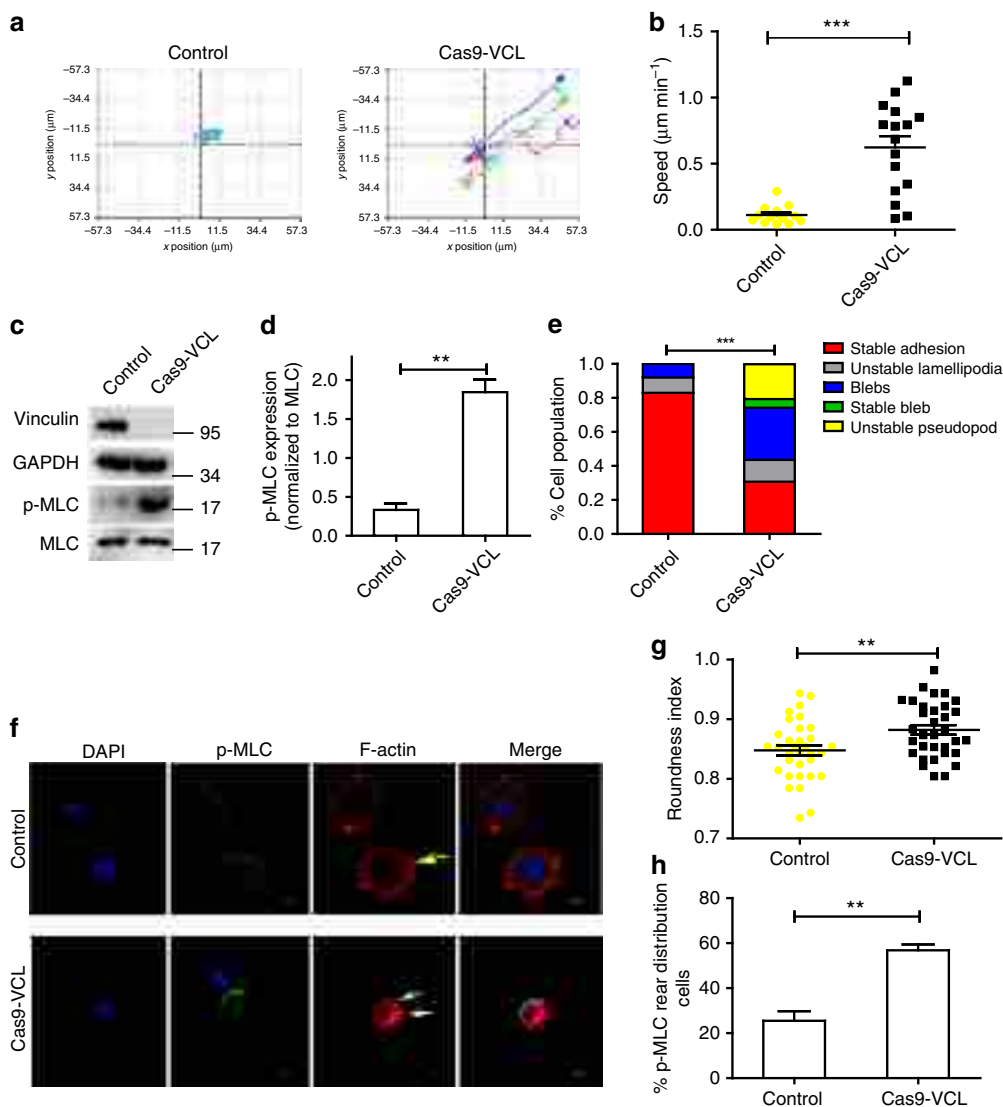 a
Control
Cas9-VCL
y position (μm)
–57.3
–34.4
–11.5
11.5
34.4
57.3
–57.3 –34.4 –11.5 11.5 34.4 57.3
x position (μm)
y position (μm)
–57.3
–34.4
–11.5
11.5
34.4
57.3
–57.3 –34.4 –11.5 11.5 34.4 57.3
x position (μm)
b
***
Speed (μm min–1)
1.5
1.0
0.5
0.0
Control
Cas9-VCL
c
Control
Cas9-VCL
Vinculin
95
GAPDH
34
p-MLC
17
MLC
17
d
**
p-MLC expression
(normalized to MLC)
2.0
1.5
1.0
0.5
0.0
Control
Cas9-VCL
e
***
% Cell population
1.0
0.8
0.6
0.4
0.2
0.0
Control
Cas9-VCL
Stable adhesion
Unstable lamellipodia
Blebs
Stable bleb
Unstable pseudopod
f
DAPI
p-MLC
F-actin
Merge
Control
Cas9-VCL
g
**
Roundness index
1.0
0.9
0.8
0.7
Control
Cas9-VCL
h
**
% p-MLC rear distribution
cells
80
60
40
20
0
Control
Cas9-VCL